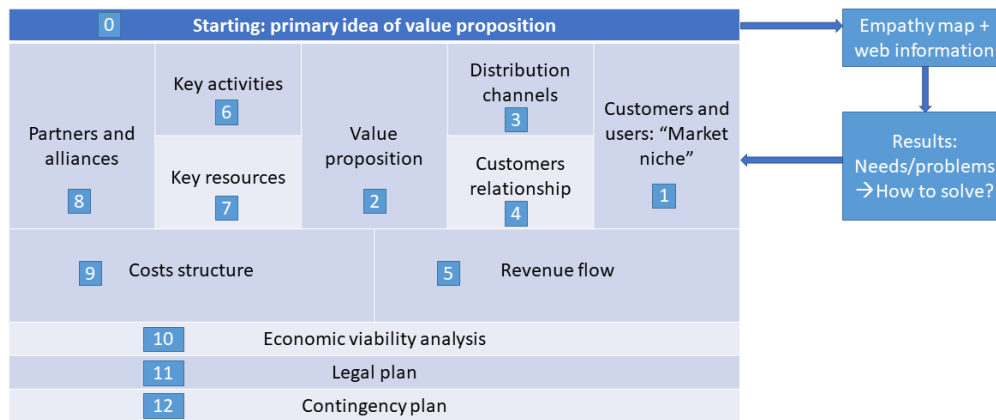 0 Starting: primary idea of value proposition
Empathy map +
web information
Partners and
alliances
8
Key activities
6
Key resources
7
Value
proposition
2
Distribution
channels
3
Customers
relationship
4
Customers and
users: “Market
niche”
1
Results:
Needs/problems
→How to solve?
9 Costs structure
5 Revenue flow
10 Economic viability analysis
11 Legal plan
12 Contingency plan